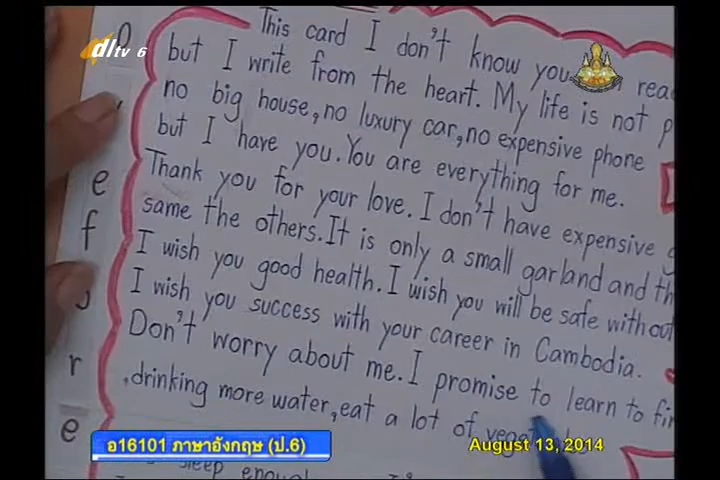 dltv 6
This card I don't know you
but I write from the heart. My life is not
no big house, no luxury car, no expensive phone
but I have you. You are everything for me.
Thank you for your love. I don't have expensive
same the others. It is only a small garland and
I wish you good health. I wish you will be safe without
I wish you success with your career in Cambodia.
Don't worry about me. I promise to learn to
, drinking more water, eat a lot of
sleep
e
f
r
e
อ16101 ภาษาอังกฤษ (ป.6)
August 13, 2014